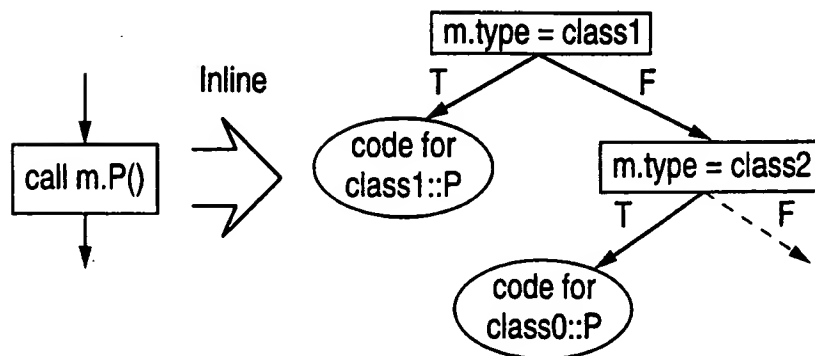 m.type = class1
T
F
Inline
call m.P()
code for
class1::P
m.type = class2
T
F
code for
class0::P